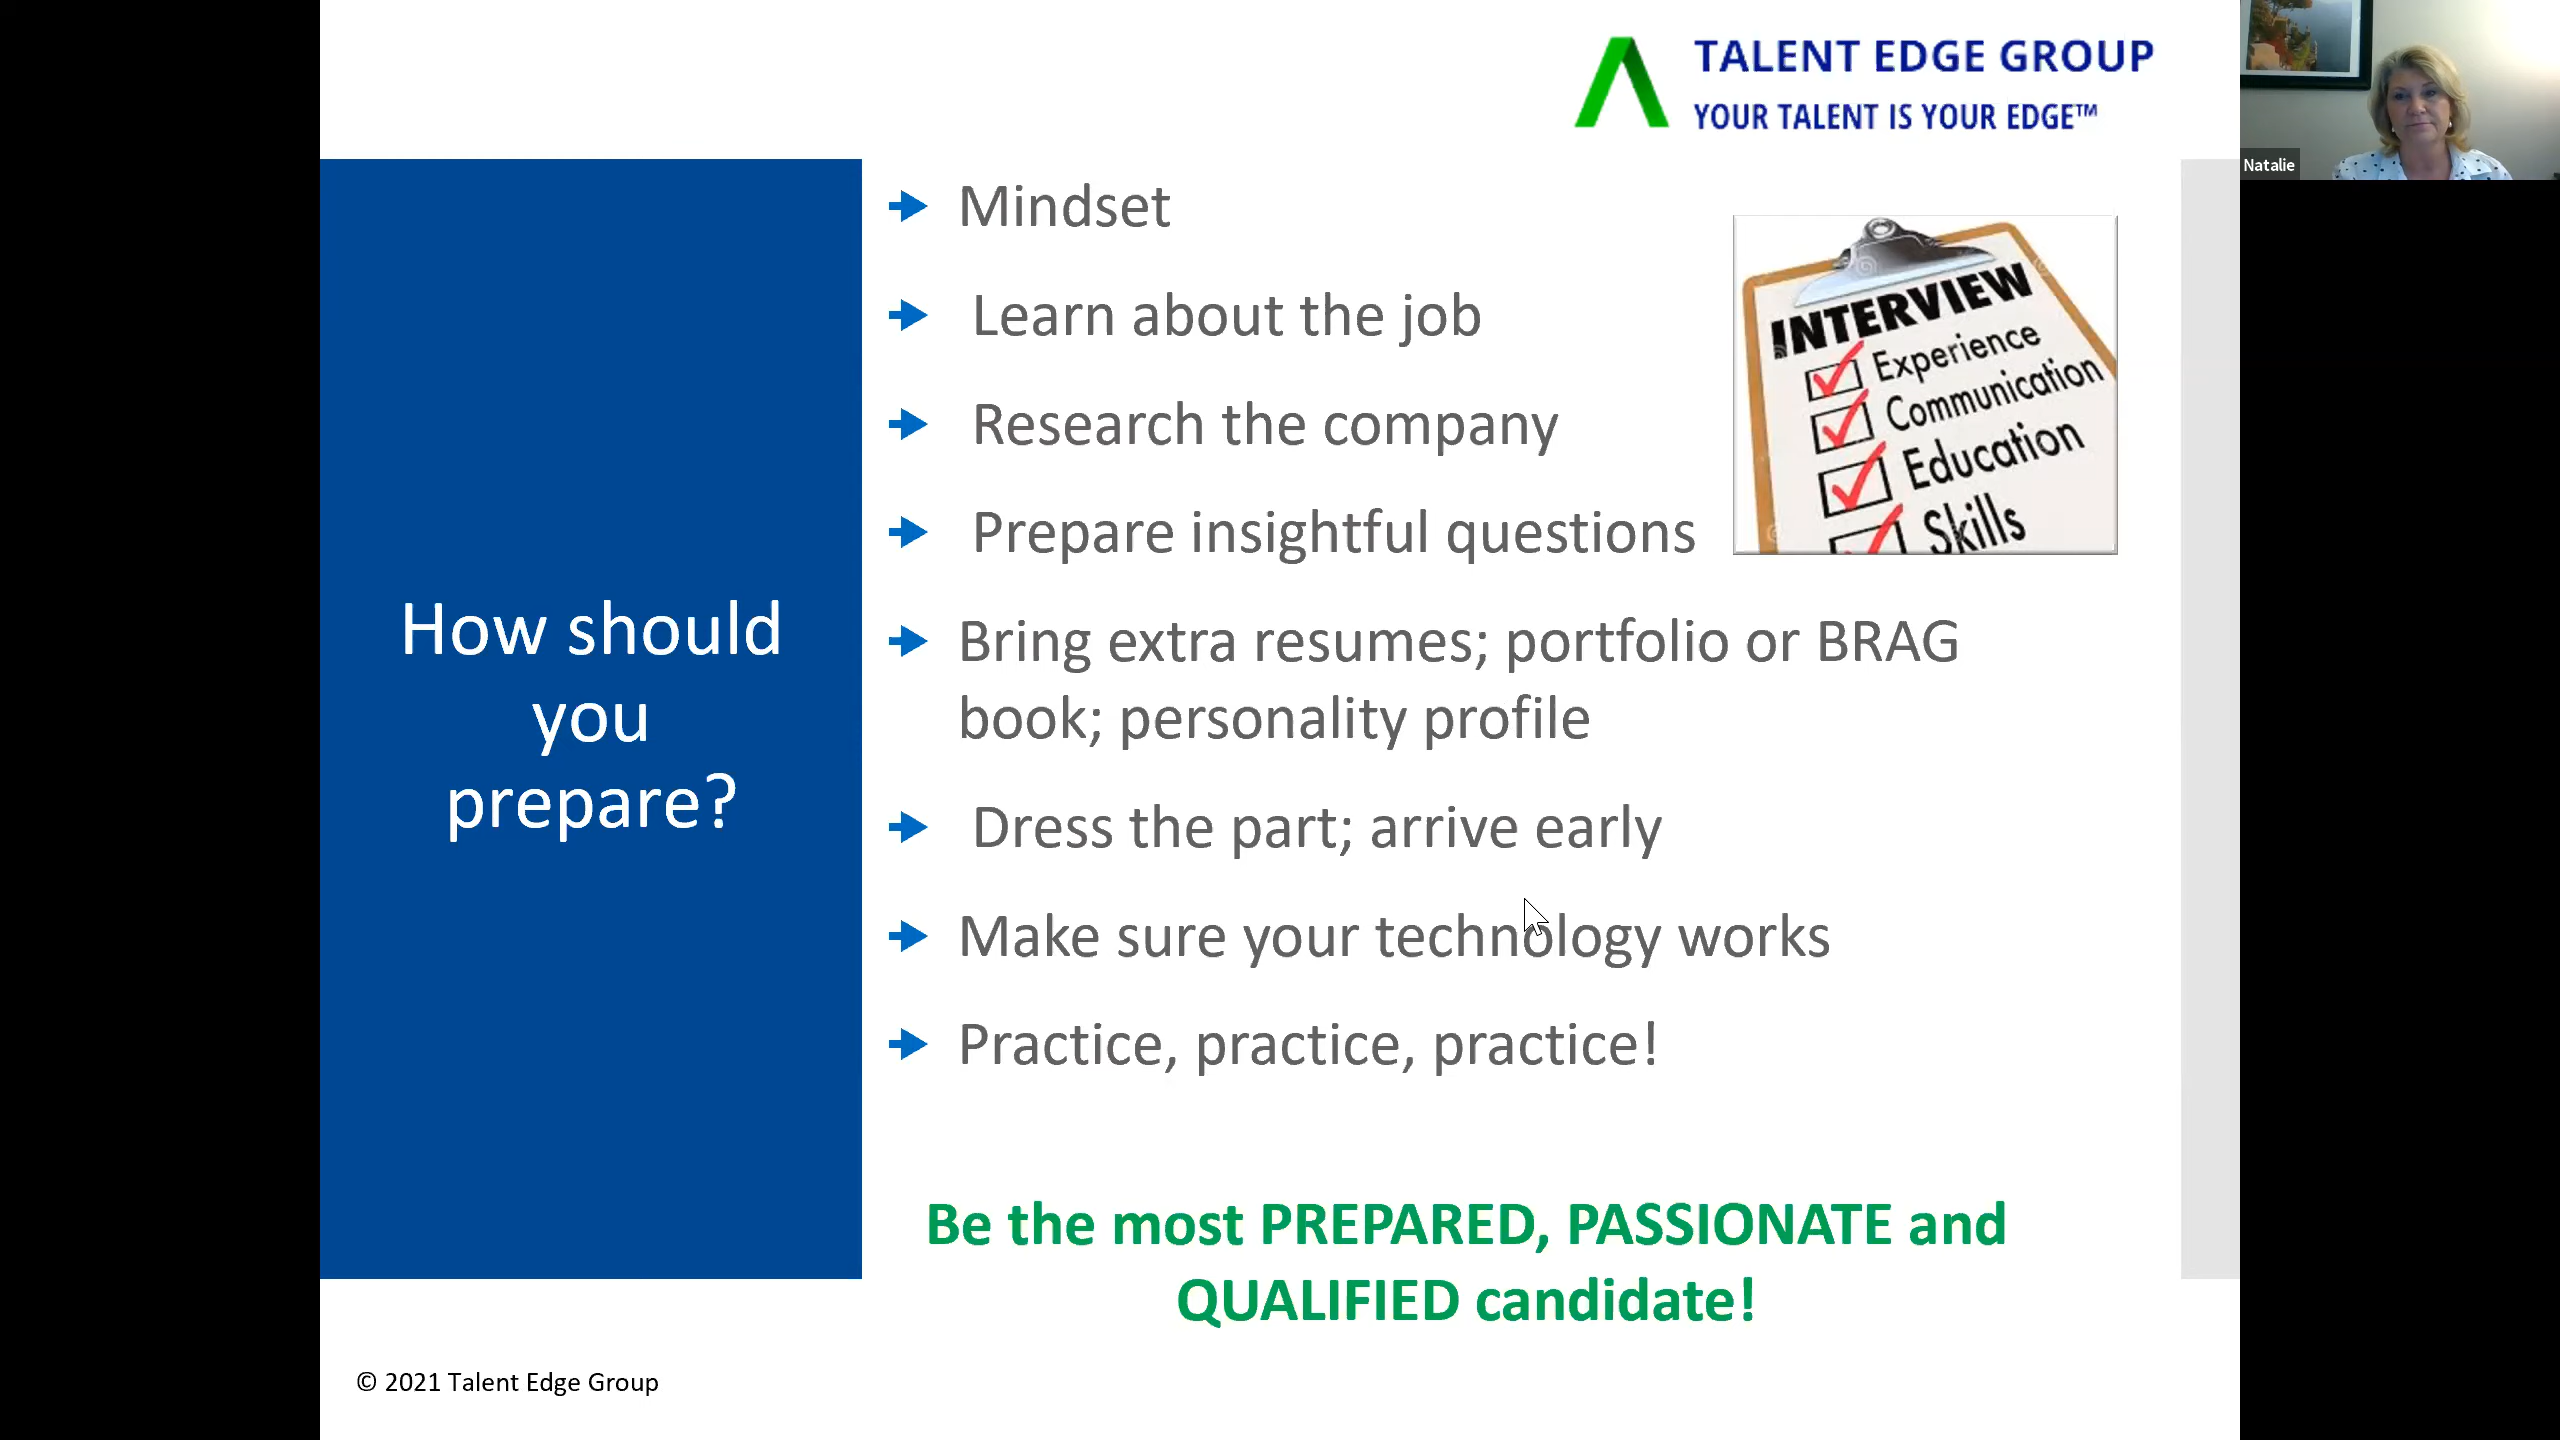 TALENT EDGE GROUP
YOUR TALENT IS YOUR EDGE™
Natalie
How should
you
prepare?
Mindset
Learn about the job
Research the company
Prepare insightful questions
Bring extra resumes; portfolio or BRAG
book; personality profile
Dress the part; arrive early
Make sure your technology works
Practice, practice, practice!
INTERVIEW
Experience
Communication
Education
Skills
Be the most PREPARED, PASSIONATE and
QUALIFIED candidate!
© 2021 Talent Edge Group